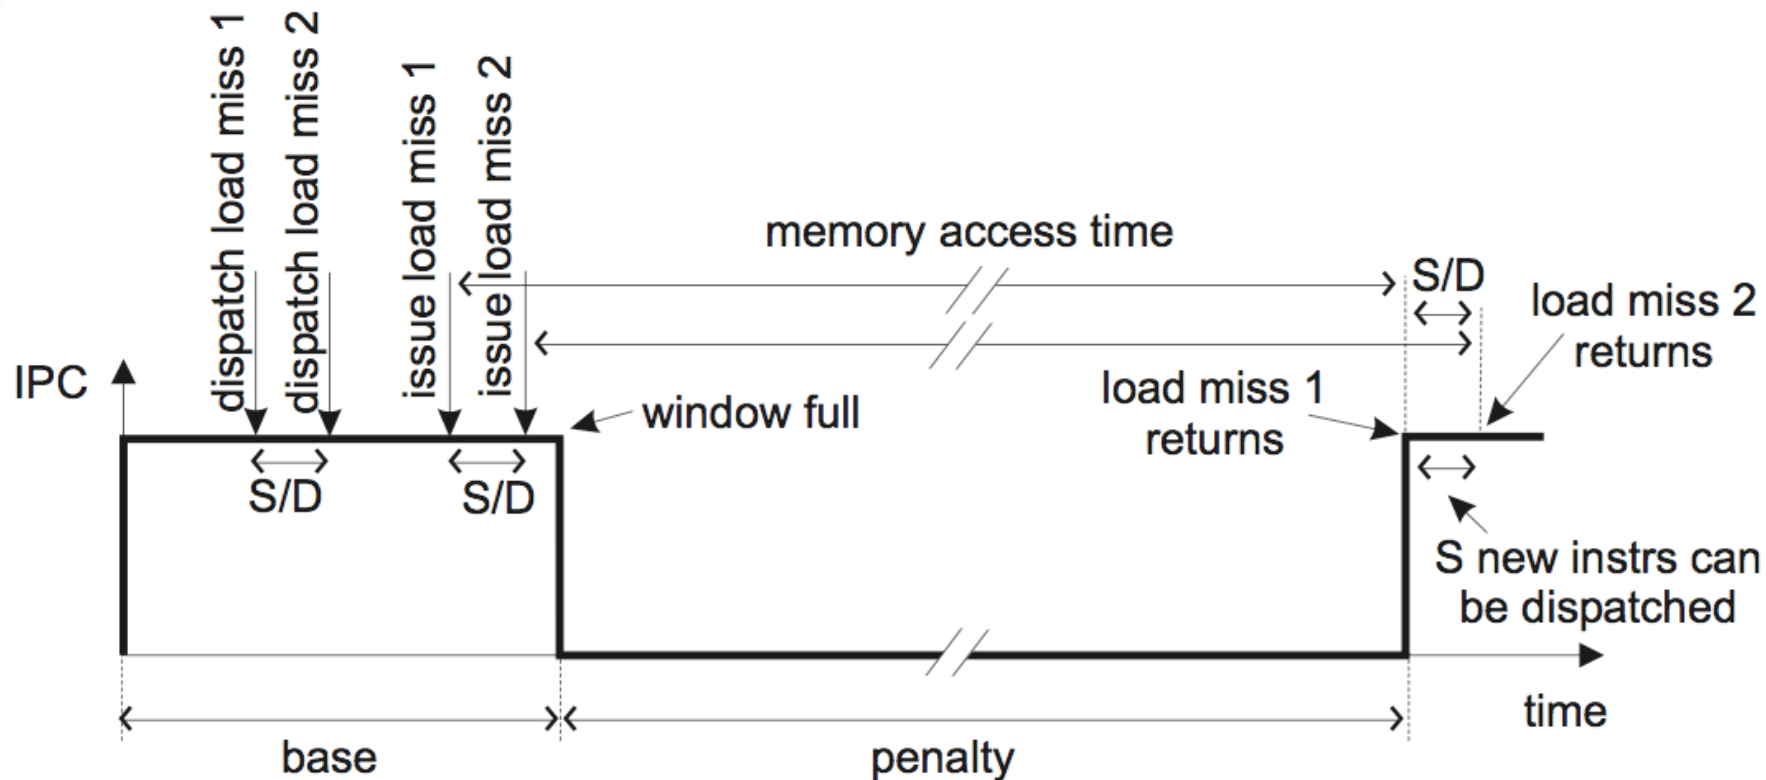 dispatch load miss 1
dispatch load miss 2
issue load miss 1
issue load miss 2
memory access time
S/D
load miss 2
returns
IPC
window full
load miss 1
returns
S/D
S/D
S new instrs can
be dispatched
time
base
penalty